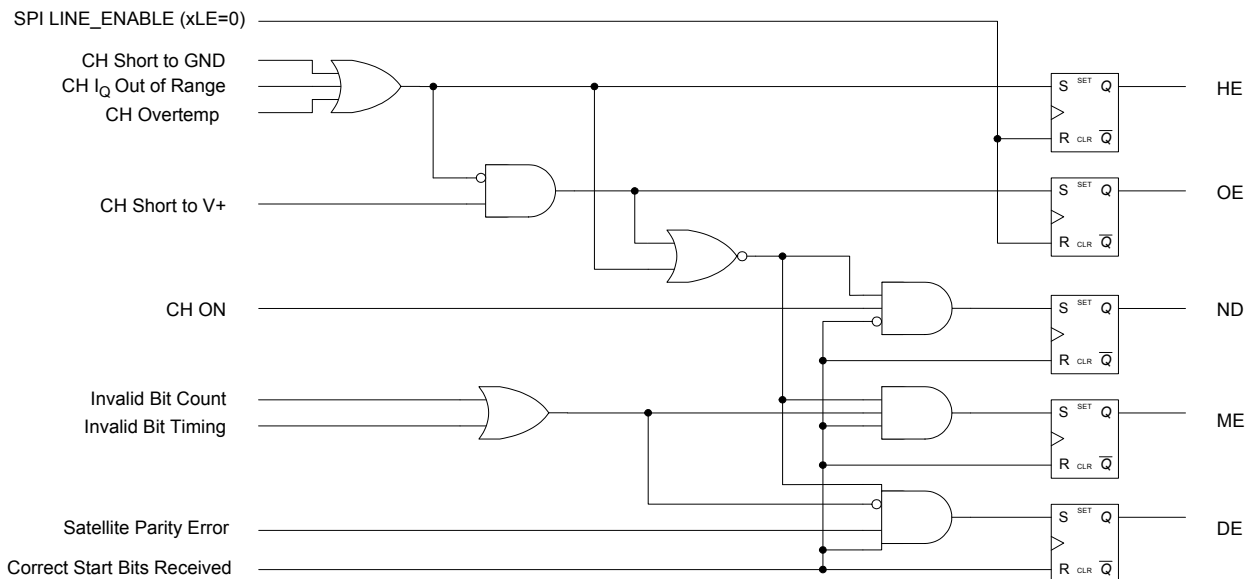 SPI LINE_ENABLE (xLE=0)
CH Short to GND
CH IQ Out of Range
CH Overtemp
S SET Q
HE
R CLR Q
CH Short to V+
S SET Q
OE
R CLR Q
CH ON
S SET Q
ND
R CLR Q
Invalid Bit Count
Invalid Bit Timing
S SET Q
ME
R CLR Q
Satellite Parity Error
S SET Q
DE
Correct Start Bits Received
R CLR Q